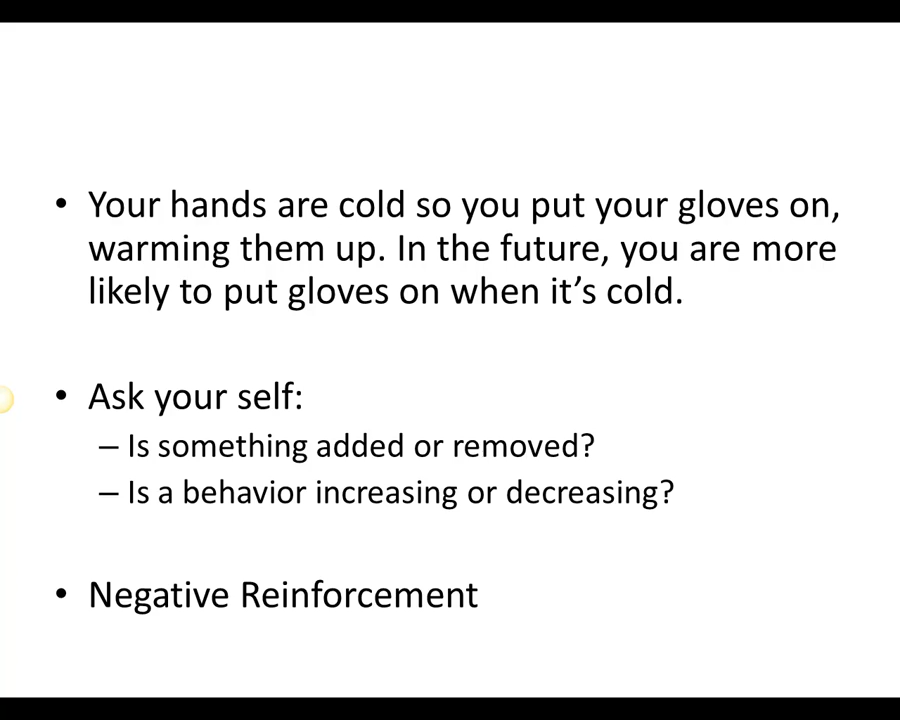 • Your hands are cold so you put your gloves on,
warming them up. In the future, you are more
likely to put gloves on when it’s cold.
• Ask your self:
– Is something added or removed?
– Is a behavior increasing or decreasing?
• Negative Reinforcement